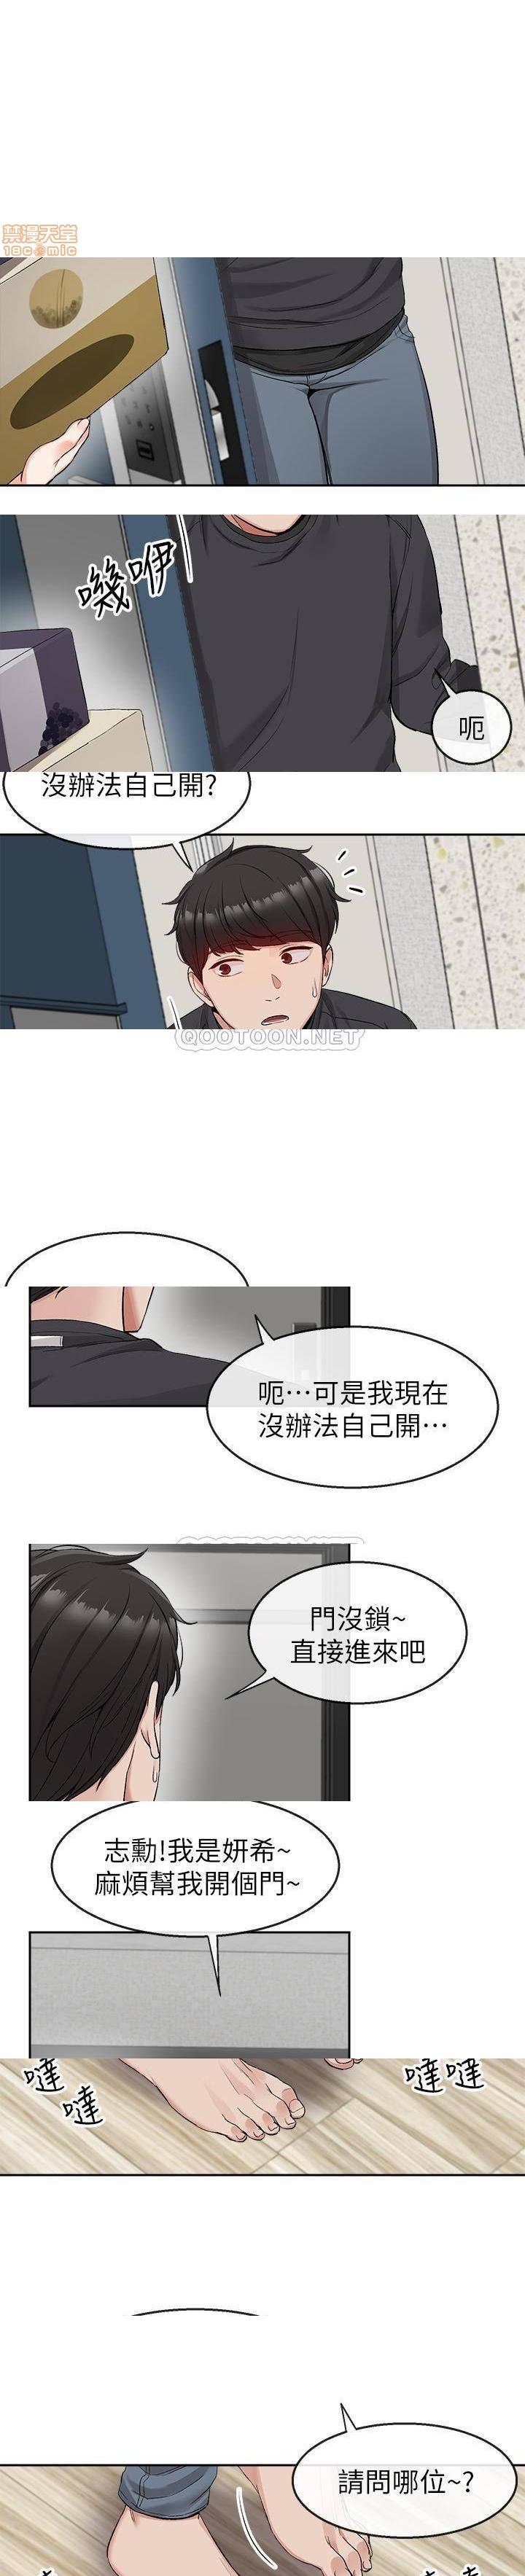 禁漫天堂
18comic
嘰咿
呃
沒辦法自己開?
QOOTOON.NET
呃…可是我現在
沒辦法自己開…
門沒鎖~
直接進來吧
志勳!我是妍希~
麻煩幫我開個門~
噠
噠
噠噠
請問哪位~?